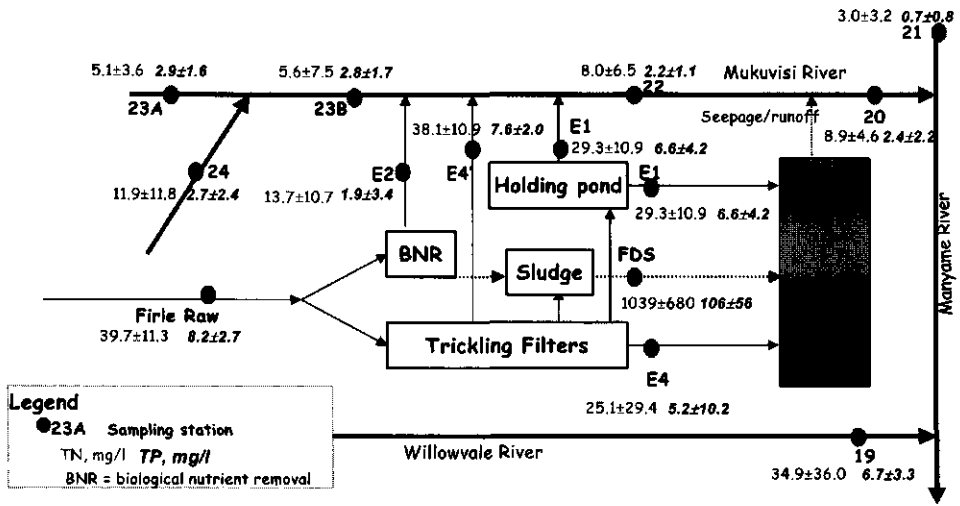 3.0±3.2 0.7±0.8
21
5.1±3.6 2.9±1.6
5.6±7.5 2.8±1.7
8.0±6.5 2.2±1.1
Mukuvisi River
23A
23B
22
20
Seepage/runoff
8.9±4.6 2.4±2.2
38.1±10.9 7.6±2.0
E1
29.3±10.9 6.6±4.2
24
11.9±11.8 2.7±2.4
E2
13.7±10.7 1.9±3.4
E4'
Holding pond
E1
29.3±10.9 6.6±4.2
BNR
Sludge
FDS
1039±680 106±56
Firle Raw
39.7±11.3 8.2±2.7
Trickling Filters
E4
25.1±29.4 5.2±10.2
Manyame River
Legend
23A Sampling station
TN, mg/l TP, mg/l
BNR = biological nutrient removal
Willowvale River
19
34.9±36.0 6.7±3.3